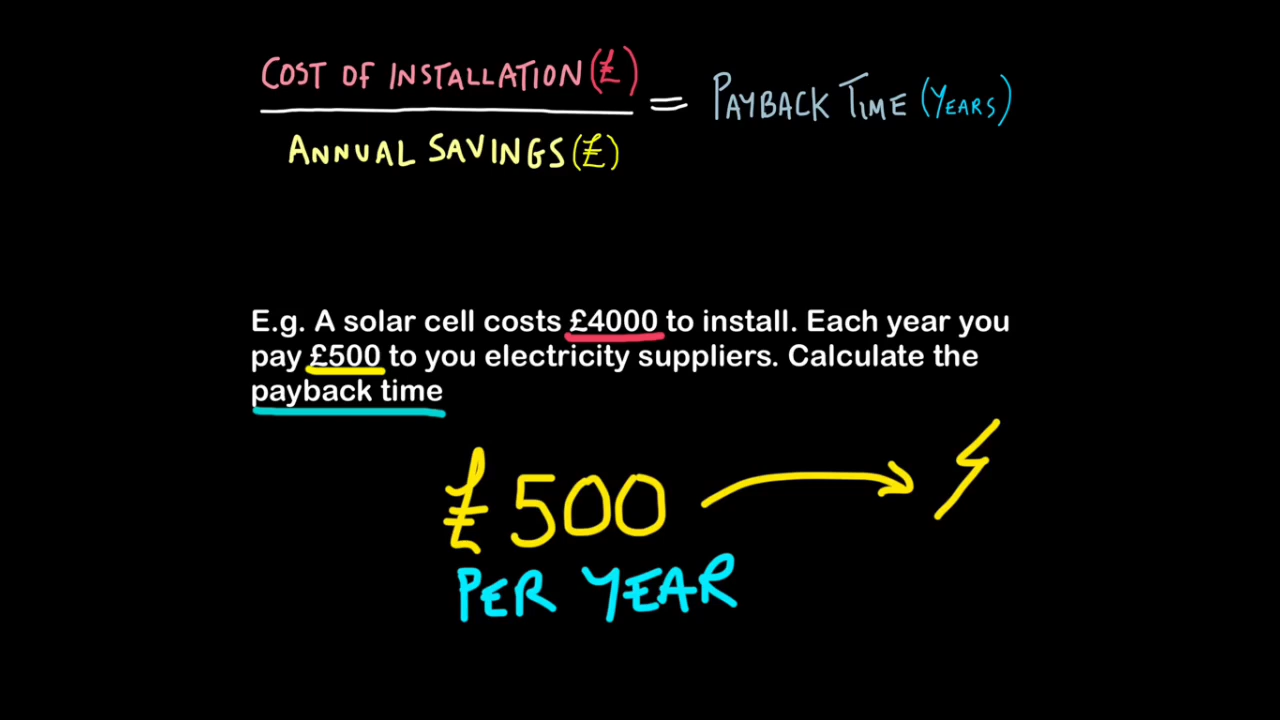 COST OF INSTALLATION (£)
ANNUAL SAVINGS (£)
= PAYBACK TIME (YEARS)
E.g. A solar cell costs £4000 to install. Each year you
pay £500 to you electricity suppliers. Calculate the
payback time
£500
PER YEAR